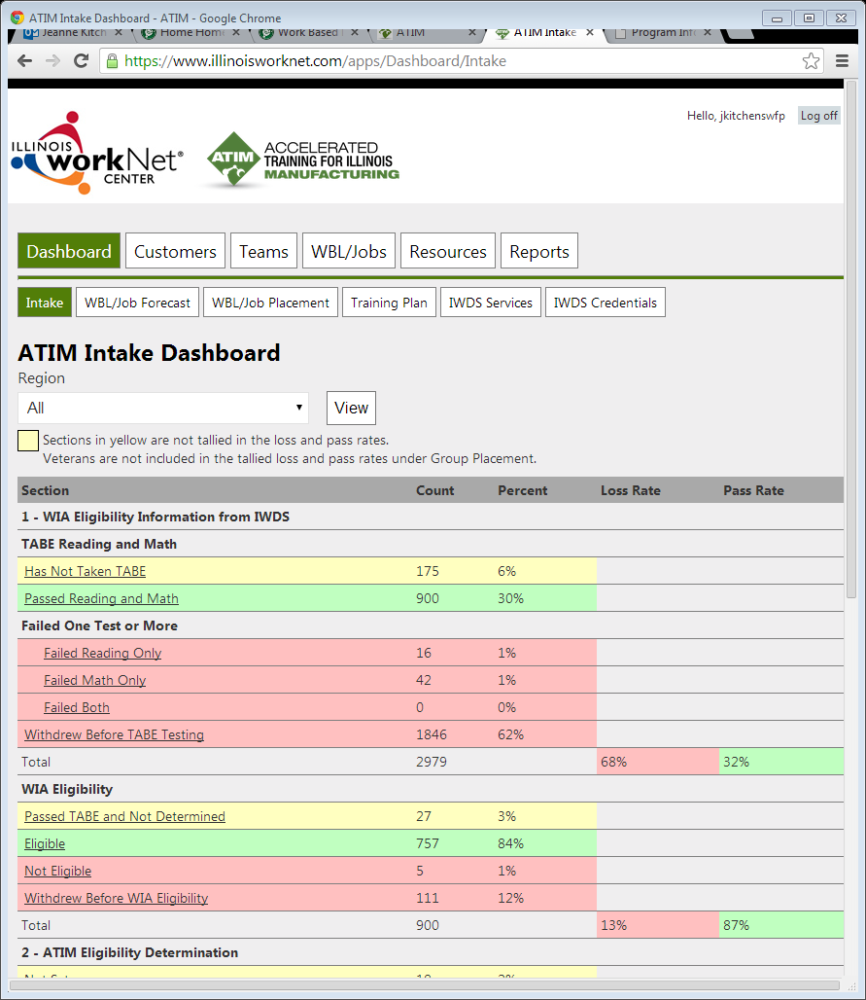 ATIM Intake Dashboard - ATIM - Google Chrome
Jeanne Kitch
Home Home
Work Based
ATIM
ATIM Intake
Program
https://www.illinoisworknet.com/apps/Dashboard/Intake
Hello, jkitchenswfp Log off
ILLINOIS
workNet®
CENTER
ATIM
ACCELERATED
TRAINING FOR ILLINOIS
MANUFACTURING
Dashboard Customers Teams WBL/Jobs Resources Reports
Intake WBL/Job Forecast WBL/Job Placement Training Plan IWDS Services IWDS Credentials
ATIM Intake Dashboard
Region
All View
Sections in yellow are not tallied in the loss and pass rates.
Veterans are not included in the tallied loss and pass rates under Group Placement.
Section Count Percent Loss Rate Pass Rate
1 - WIA Eligibility Information from IWDS
TABE Reading and Math
Has Not Taken TABE 175 6%
Passed Reading and Math 900 30%
Failed One Test or More
Failed Reading Only 16 1%
Failed Math Only 42 1%
Failed Both 0 0%
Withdrew Before TABE Testing 1846 62%
Total 2979 68% 32%
WIA Eligibility
Passed TABE and Not Determined 27 3%
Eligible 757 84%
Not Eligible 5 1%
Withdrew Before WIA Eligibility 111 12%
Total 900 13% 87%
2 - ATIM Eligibility Determination